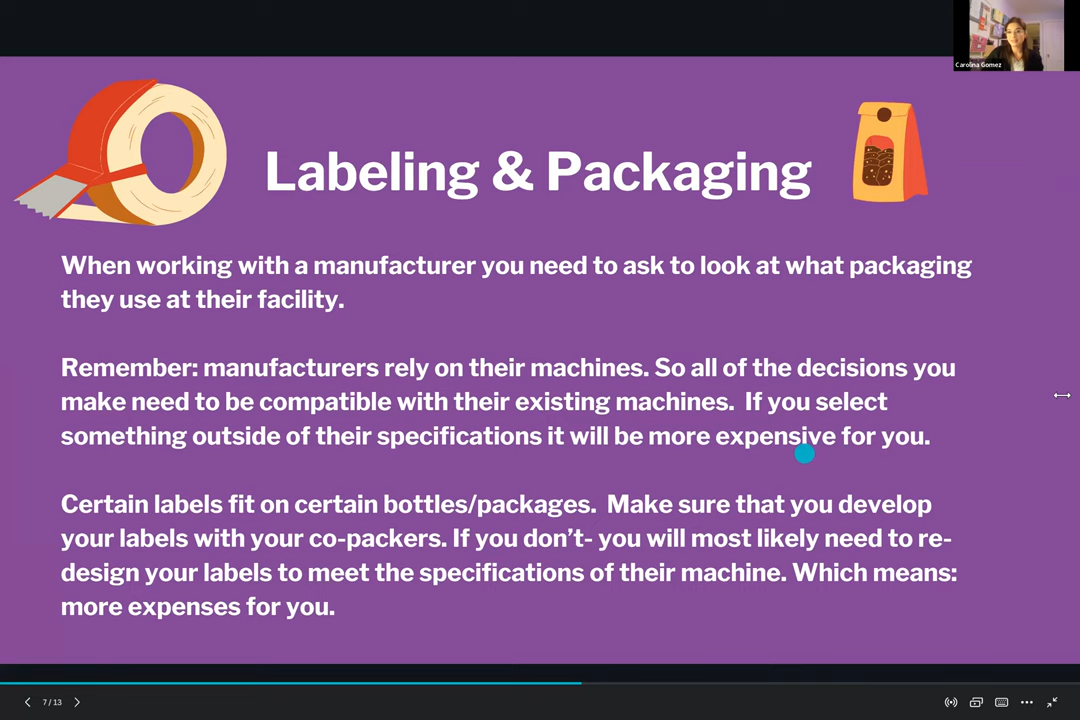 Carolina Gomez
Labeling & Packaging
When working with a manufacturer you need to ask to look at what packaging
they use at their facility.
Remember: manufacturers rely on their machines. So all of the decisions you
make need to be compatible with their existing machines.  If you select
something outside of their specifications it will be more expensive for you.
Certain labels fit on certain bottles/packages.  Make sure that you develop
your labels with your co-packers. If you don’t- you will most likely need to re-
design your labels to meet the specifications of their machine. Which means:
more expenses for you.
7 / 13